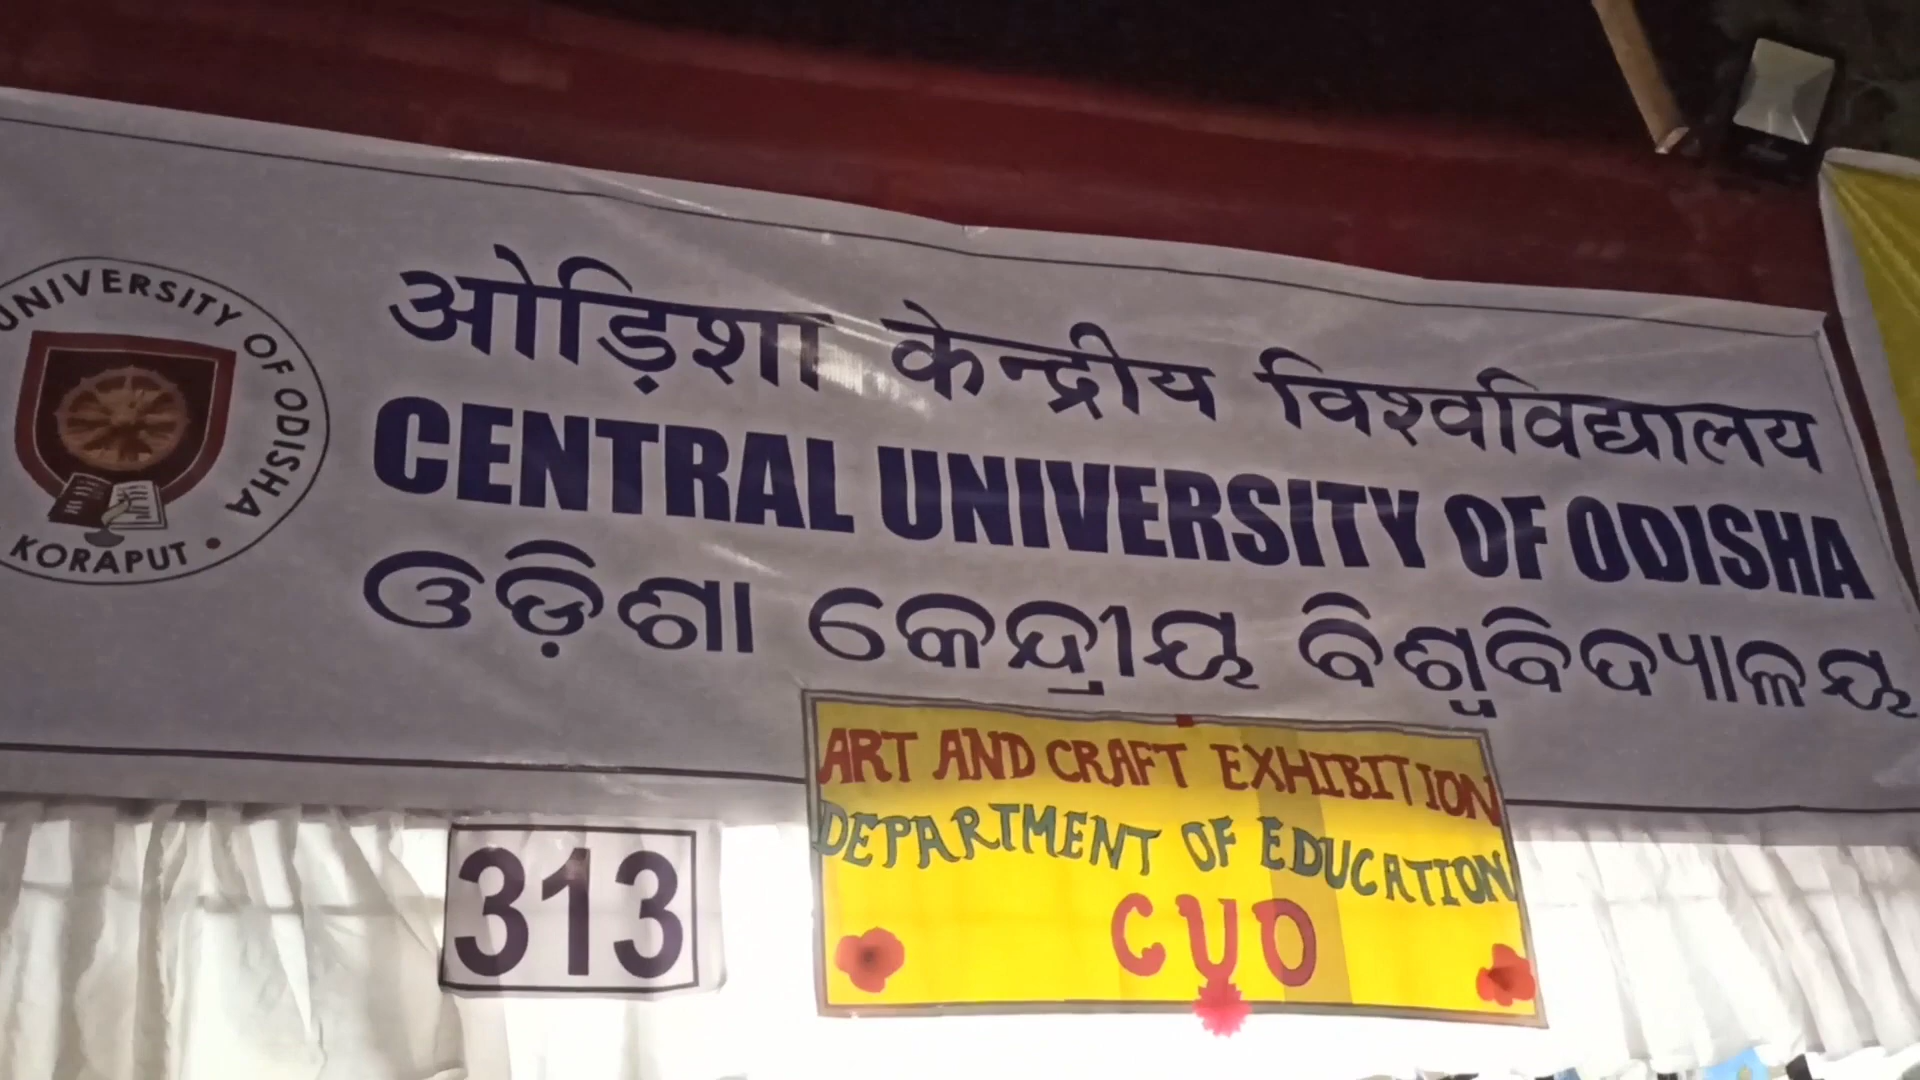 UNIVERSITY OF ODISHA
KORAPUT
ओड़िशा केन्द्रीय विश्वविद्यालय
CENTRAL UNIVERSITY OF ODISHA
ଓଡ଼ିଶା କେନ୍ଦ୍ରୀୟ ବିଶ୍ୱବିଦ୍ୟାଳୟ
ART AND CRAFT EXHIBITION
DEPARTMENT OF EDUCATION
CUO
313